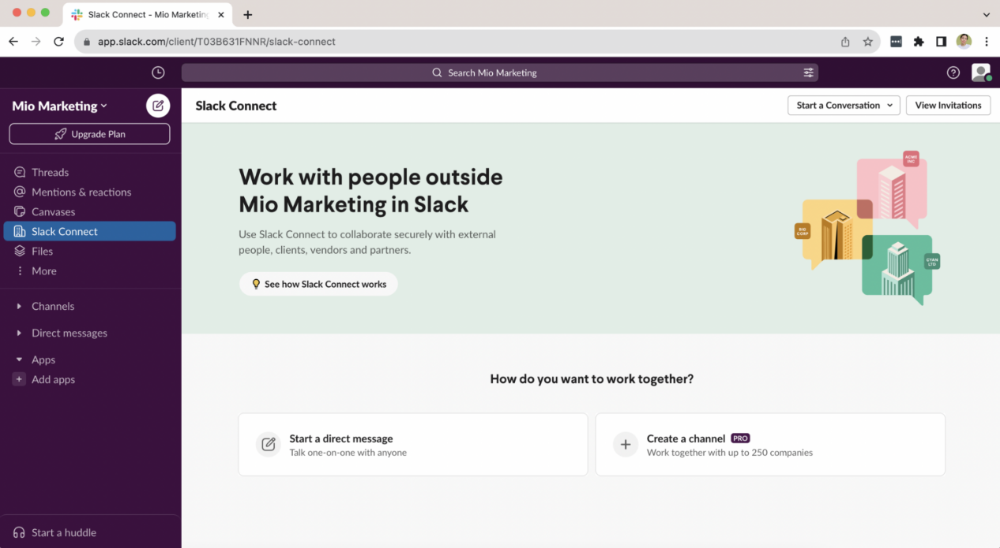 Slack Connect - Mio Marketing
app.slack.com/client/T03B631FNNR/slack-connect
Search Mio Marketing
Mio Marketing
Upgrade Plan
Threads
Mentions & reactions
Canvases
Slack Connect
Files
More
Channels
Direct messages
Apps
Add apps
Start a huddle
Slack Connect
Start a Conversation
View Invitations
Work with people outside
Mio Marketing in Slack
Use Slack Connect to collaborate securely with external
people, clients, vendors and partners.
See how Slack Connect works
ACME
INC
BIG
CORP
CYAN
LTD
How do you want to work together?
Start a direct message
Talk one-on-one with anyone
Create a channel PRO
Work together with up to 250 companies